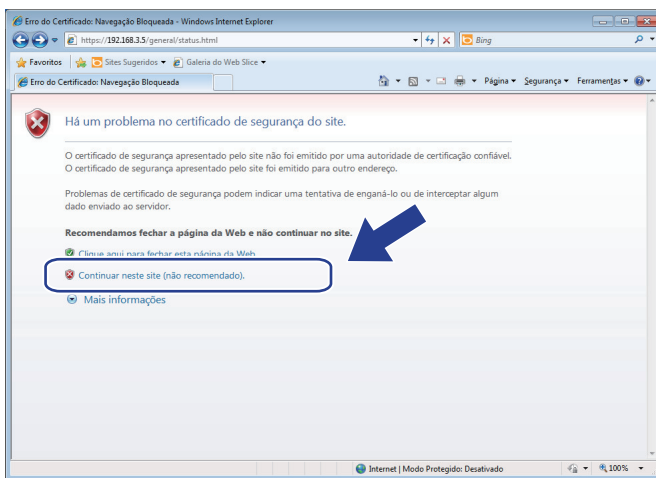 Erro do Certificado: Navegação Bloqueada - Windows Internet Explorer
https://192.168.3.5/general/status.html
Bing
Favoritos
Sites Sugeridos
Galeria do Web Slice
Erro do Certificado: Navegação Bloqueada
Página
Segurança
Ferramentas
Há um problema no certificado de segurança do site.
O certificado de segurança apresentado pelo site não foi emitido por uma autoridade de certificação confiável.
O certificado de segurança apresentado pelo site foi emitido para outro endereço.
Problemas de certificado de segurança podem indicar uma tentativa de enganá-lo ou de interceptar algum
dado enviado ao servidor.
Recomendamos fechar a página da Web e não continuar no site.
Clique aqui para fechar esta página da Web
Continuar neste site (não recomendado).
Mais informações
Internet | Modo Protegido: Desativado
100%